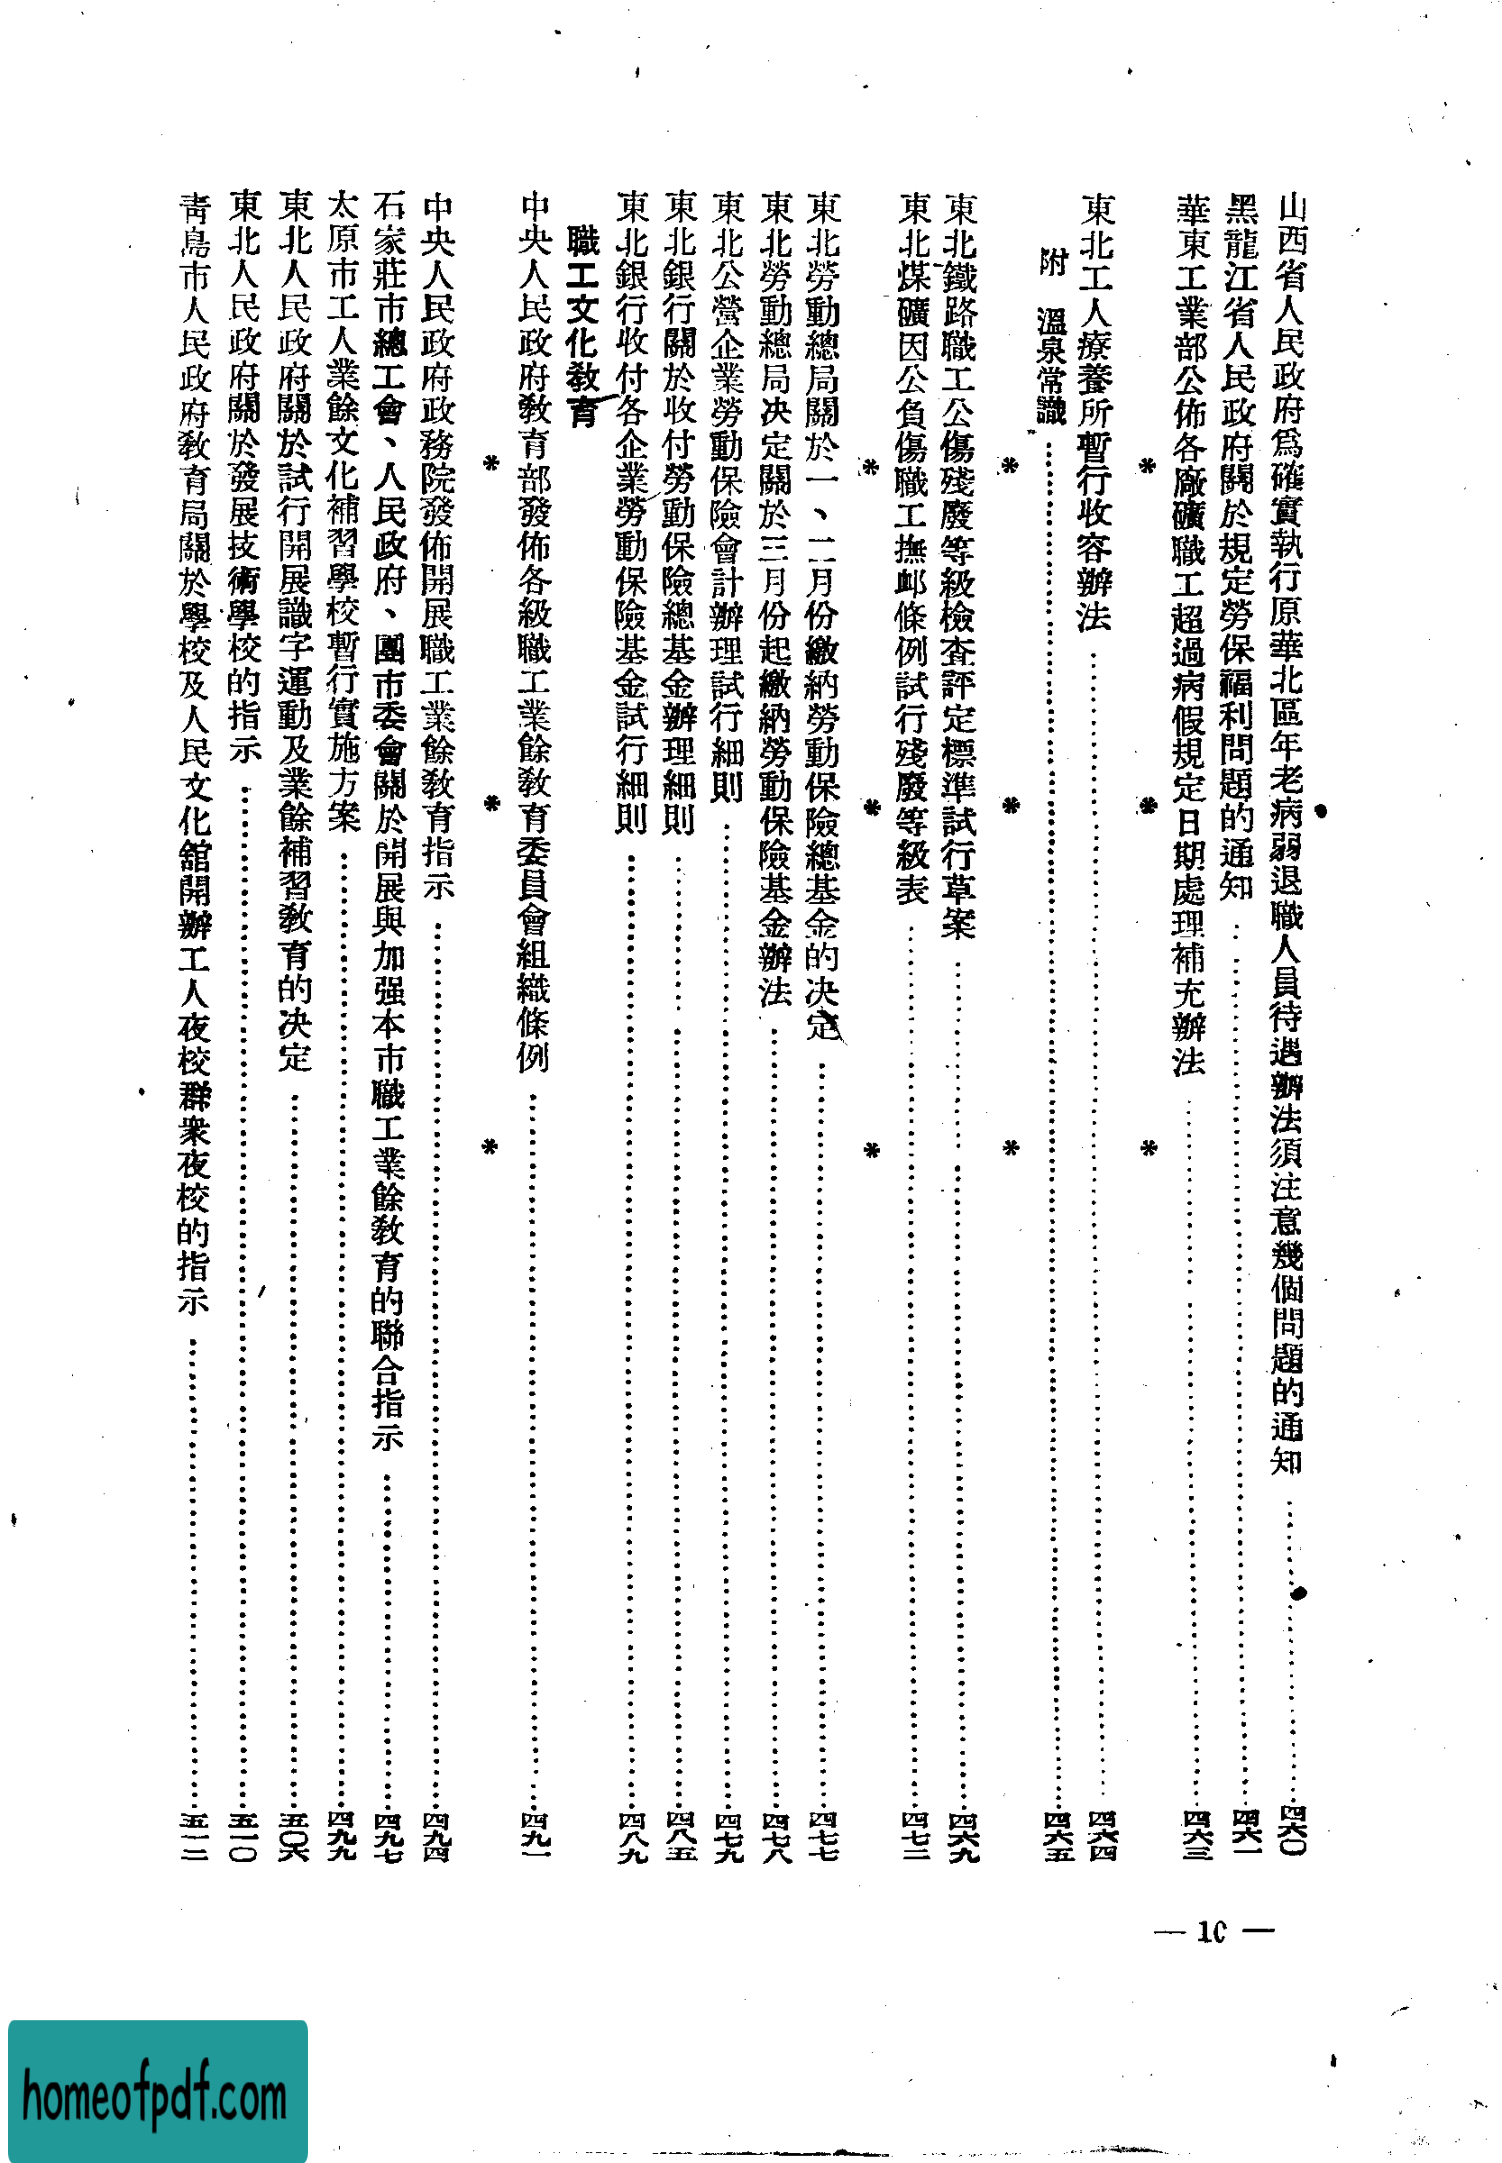 山西省人民政府爲確實執行原華北區年老病弱退職人員待遇辦法須注意幾個問題的通知……四六〇
黑龍江省人民政府關於規定勞保福利問題的通知……四六一
華東工業部公佈各廠礦職工超過病假規定日期處理補充辦法……四六三
* * *
東北工人療養所暫行收容辦法……四六四
附 溫泉常識……四六五
* * *
東北鐵路職工公傷殘廢等級檢查評定標準試行草案……四六九
東北煤礦因公負傷職工撫卹條例試行殘廢等級表……四七二
* * *
東北勞動總局關於一、二月份繳納勞動保險總基金的決定……四七七
東北勞動總局決定關於三月份起繳納勞動保險基金辦法……四七八
東北公營企業勞動保險會計辦理試行細則……四七九
東北銀行關於收付勞動保險總基金辦理細則……四八五
東北銀行收付各企業勞動保險基金試行細則……四八九
職工文化敎育
中央人民政府敎育部發佈各級職工業餘敎育委員會組織條例……四九一
* * *
中央人民政府政務院發佈開展職工業餘敎育指示……四九四
石家莊市總工會、人民政府、團市委會關於開展與加强本市職工業餘敎育的聯合指示……四九七
太原市工人業餘文化補習學校暫行實施方案……四九九
東北人民政府關於試行開展識字運動及業餘補習敎育的决定……五〇六
東北人民政府關於發展技術學校的指示……五一〇
靑島市人民政府敎育局關於學校及人民文化舘開辦工人夜校群衆夜校的指示……五一二
— 10 —
homeofpdf.com